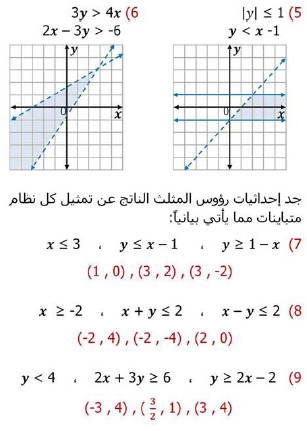 5) |y| ≤ 1
y < x -1
6) 3y > 4x
2x − 3y > -6
y
0
x
y
0
x
جد إحداثيات رؤوس المثلث الناتج عن تمثيل كل نظام
متباينات مما يأتي بيانياً:
7) y ≥ 1 − x ، y ≤ x − 1 ، x ≤ 3
(1 , 0) , (3 , 2) , (3 , -2)
8) x − y ≤ 2 ، x + y ≤ 2 ، x ≥ -2
(-2 , 4) , (-2 , -4) , (2 , 0)
9) y ≥ 2x − 2 ، 2x + 3y ≥ 6 ، y < 4
(-3 , 4) , ( 3/2 , 1) , (3 , 4)